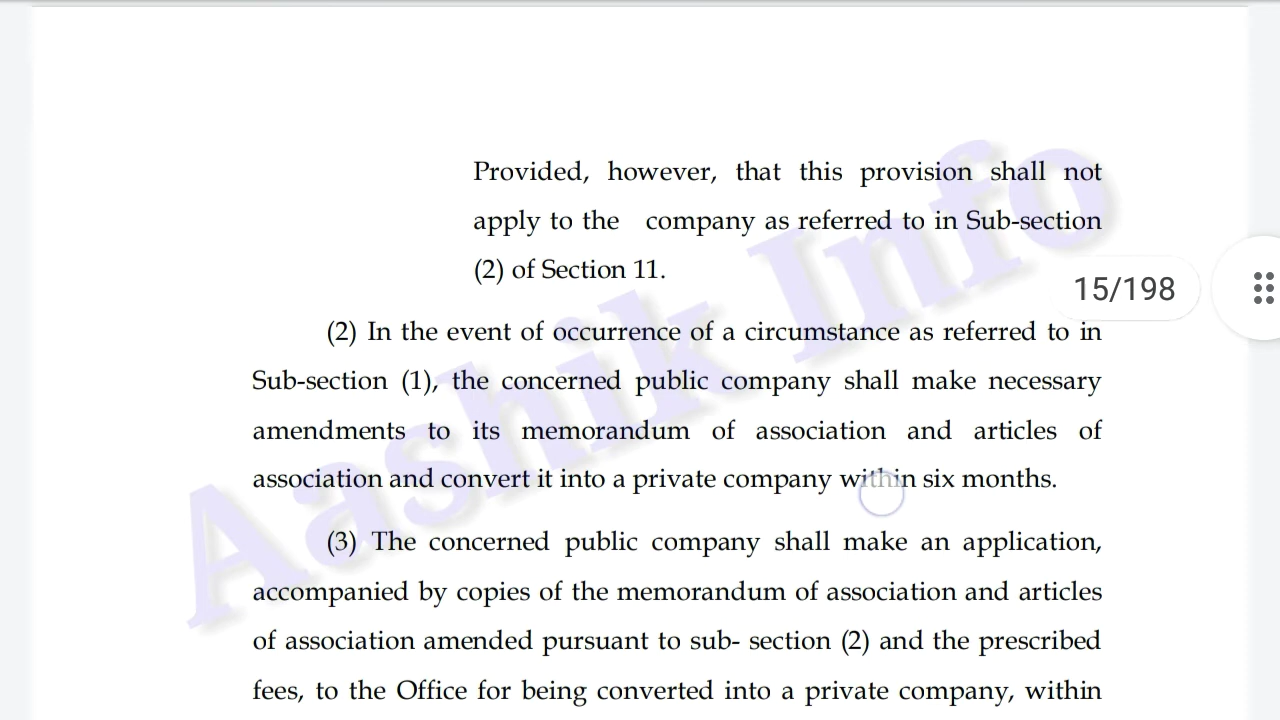 Provided, however, that this provision shall not
apply to the company as referred to in Sub-section
(2) of Section 11.
15/198
(2) In the event of occurrence of a circumstance as referred to in
Sub-section (1), the concerned public company shall make necessary
amendments to its memorandum of association and articles of
association and convert it into a private company within six months.
(3) The concerned public company shall make an application,
accompanied by copies of the memorandum of association and articles
of association amended pursuant to sub- section (2) and the prescribed
fees, to the Office for being converted into a private company, within
Aashik Info